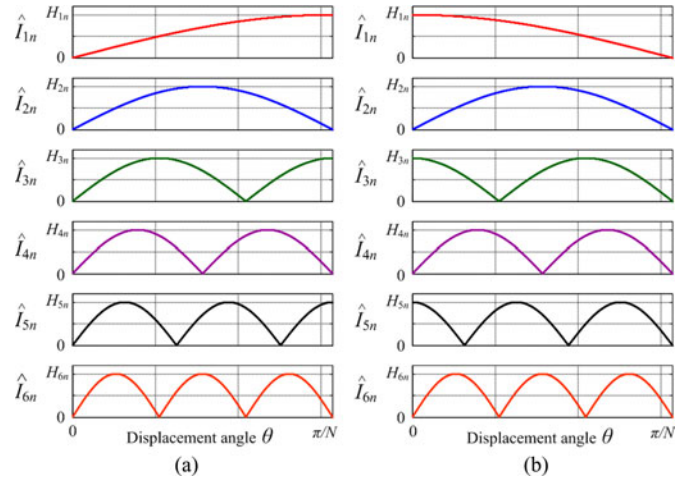 Î1n H1n 0
Î2n H2n 0
Î3n H3n 0
Î4n H4n 0
Î5n H5n 0
Î6n H6n 0
0 Displacement angle θ π/N
(a)
Î1n H1n 0
Î2n H2n 0
Î3n H3n 0
Î4n H4n 0
Î5n H5n 0
Î6n H6n 0
0 Displacement angle θ π/N
(b)